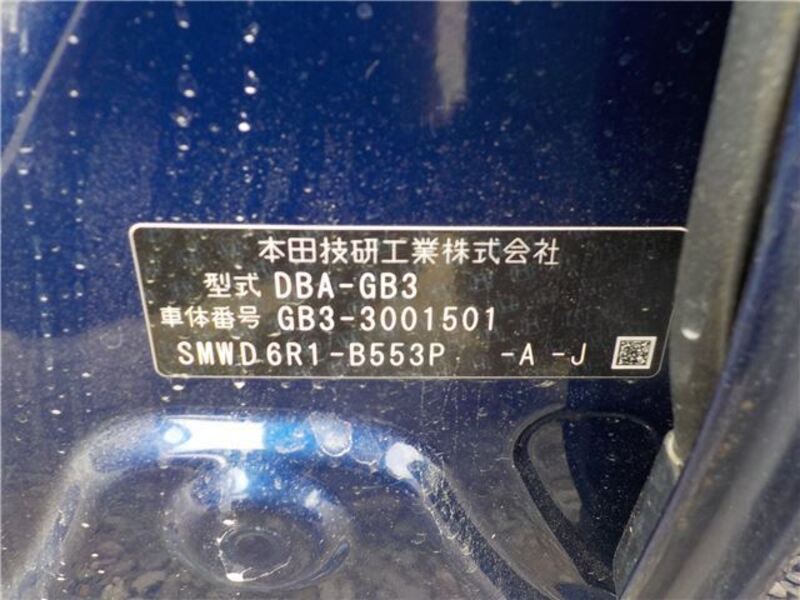 本田技研工業株式会社
型式 DBA-GB3
車体番号 GB3-3001501
SMWD6R1-B553P -A -J